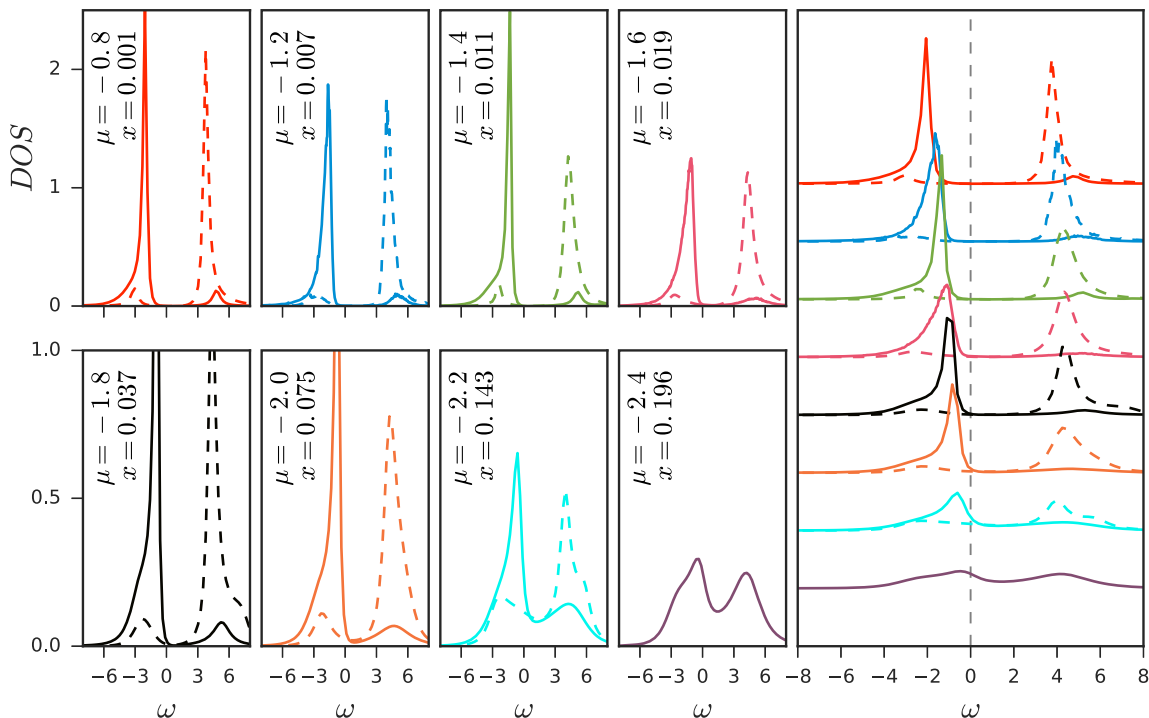 DOS
2
1
0
μ = −0.8
x = 0.001
μ = −1.2
x = 0.007
μ = −1.4
x = 0.011
μ = −1.6
x = 0.019
1.0
0.5
0.0
μ = −1.8
x = 0.037
μ = −2.0
x = 0.075
μ = −2.2
x = 0.143
μ = −2.4
x = 0.196
−6 −3 0 3 6
−6 −3 0 3 6
−6 −3 0 3 6
−6 −3 0 3 6
−8 −6 −4 −2 0 2 4 6 8
ω
ω
ω
ω
ω